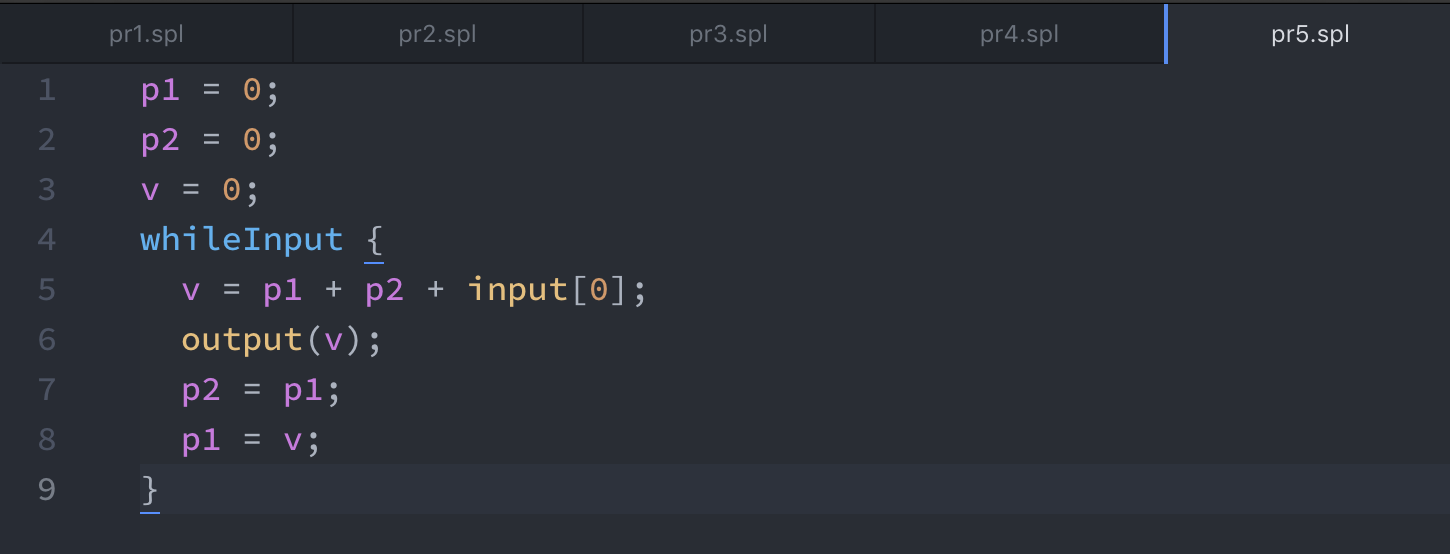 pr1.spl pr2.spl pr3.spl pr4.spl pr5.spl
1 p1 = 0;
2 p2 = 0;
3 v = 0;
4 whileInput {
5 v = p1 + p2 + input[0];
6 output(v);
7 p2 = p1;
8 p1 = v;
9 }